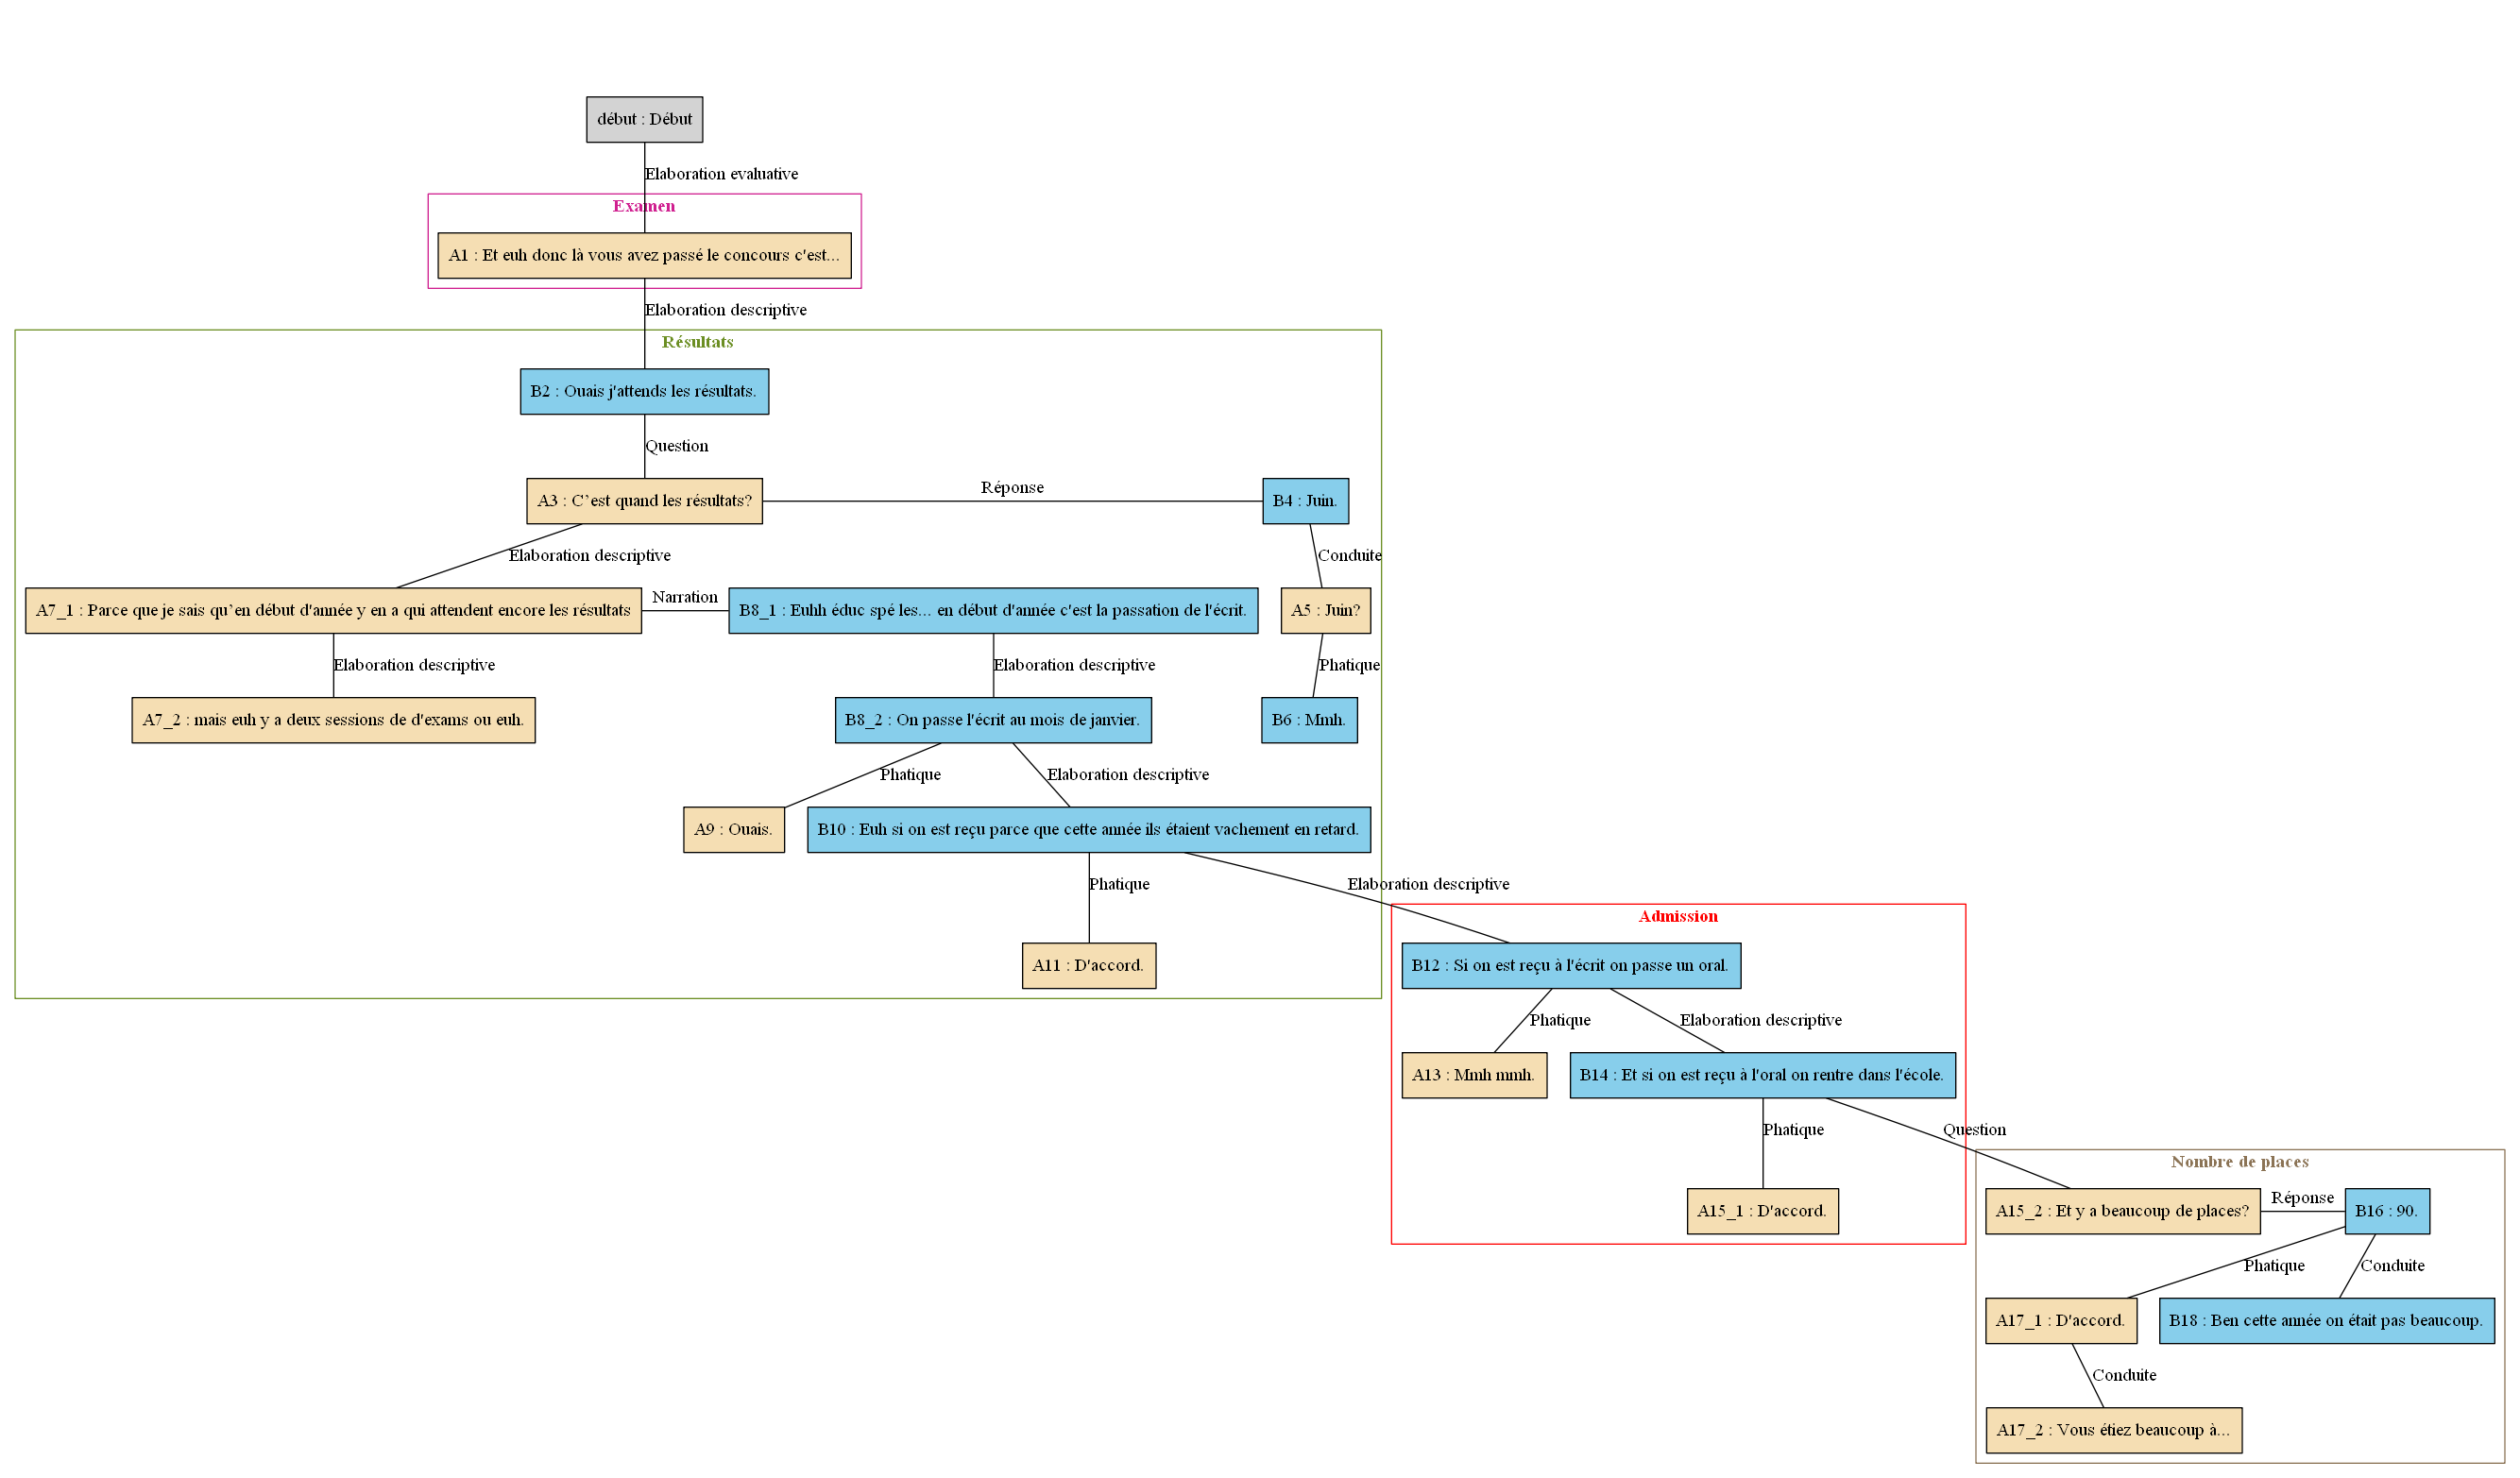 début : Début
Elaboration evaluative
Examen
A1 : Et euh donc là vous avez passé le concours c'est...
Elaboration descriptive
Résultats
B2 : Ouais j'attends les résultats.
Question
A3 : C’est quand les résultats?
Réponse
B4 : Juin.
Elaboration descriptive
Conduite
A7_1 : Parce que je sais qu’en début d'année y en a qui attendent encore les résultats
Narration
B8_1 : Euhh éduc spé les... en début d'année c'est la passation de l'écrit.
A5 : Juin?
Elaboration descriptive
Elaboration descriptive
Phatique
A7_2 : mais euh y a deux sessions de d'exams ou euh.
B8_2 : On passe l'écrit au mois de janvier.
B6 : Mmh.
Phatique
Elaboration descriptive
A9 : Ouais.
B10 : Euh si on est reçu parce que cette année ils étaient vachement en retard.
Phatique
Elaboration descriptive
Admission
A11 : D'accord.
B12 : Si on est reçu à l'écrit on passe un oral.
Phatique
Elaboration descriptive
A13 : Mmh mmh.
B14 : Et si on est reçu à l'oral on rentre dans l'école.
Phatique
Question
Nombre de places
A15_1 : D'accord.
A15_2 : Et y a beaucoup de places?
Réponse
B16 : 90.
Phatique
Conduite
A17_1 : D'accord.
B18 : Ben cette année on était pas beaucoup.
Conduite
A17_2 : Vous étiez beaucoup à...